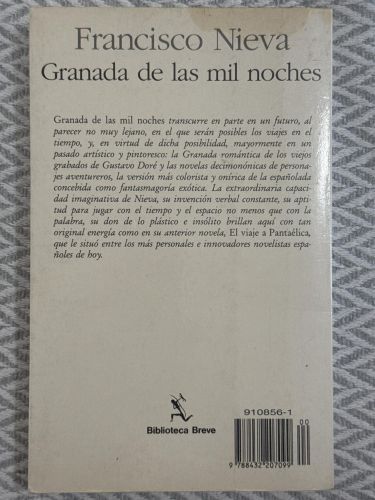 Francisco Nieva
Granada de las mil noches
Granada de las mil noches transcurre en parte en un futuro, al
parecer no muy lejano, en el que serán posibles los viajes en el
tiempo, y, en virtud de dicha posibilidad, mayormente en un
pasado artístico y pintoresco: la Granada romántica de los viejos
grabados de Gustavo Doré y las novelas decimonónicas de persona-
jes aventureros, la versión más colorista y onírica de la españolada
concebida como fantasmagoría exótica. La extraordinaria capaci-
dad imaginativa de Nieva, su invención verbal constante, su apti-
tud para jugar con el tiempo y el espacio no menos que con la
palabra, su don de lo plástico e insólito brillan aquí con tan
original energía como en su anterior novela, El viaje a Pantaélica,
que le situó entre los más personales e innovadores novelistas espa-
ñoles de hoy.
Biblioteca Breve
910856-1
00
9 788432 207099